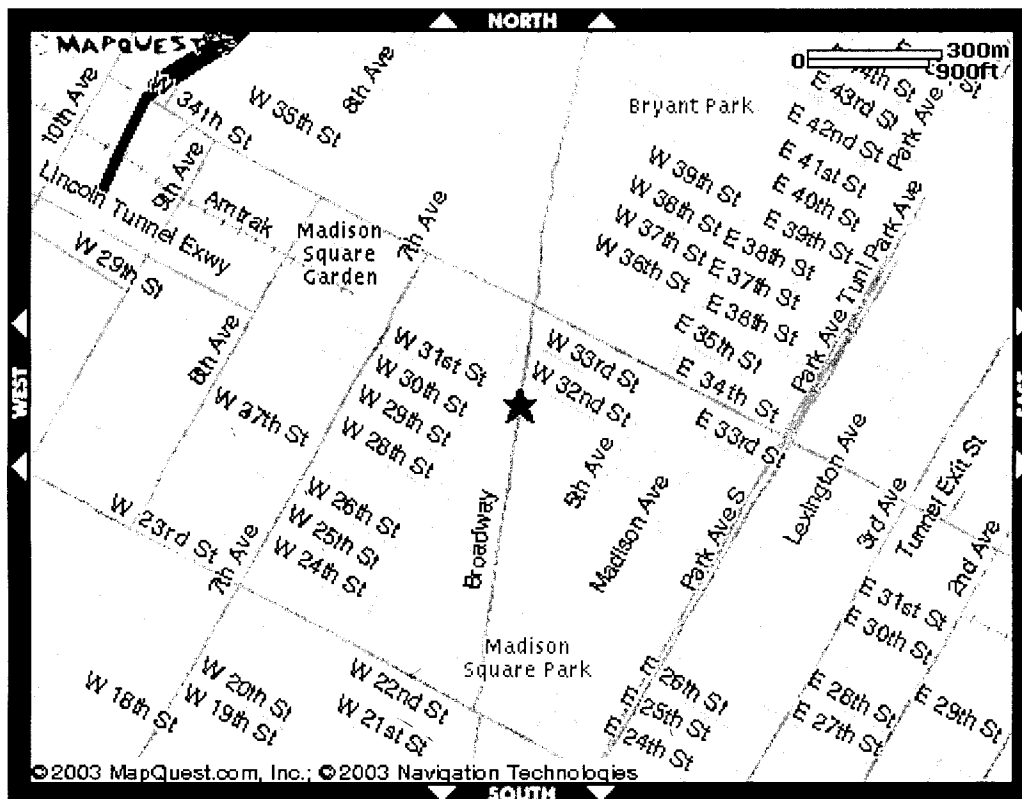 NORTH
MAPQUEST
0 300m
900ft
10th Ave
34th St
W 35th St
8th Ave
Bryant Park
E 44th St
E 43rd St
E 42nd St
E 41st St
E 40th St
E 39th St
E 38th St
E 37th St
E 36th St
E 35th St
E 34th St
E 33rd St
Park Ave
Park Ave Tunl Park Ave
W 39th St
W 38th St
W 37th St
W 36th St
Lincoln Tunnel Exwy
9th Ave
Amtrak
Madison
Square
Garden
7th Ave
W 29th St
8th Ave
W 27th St
W 31st St
W 30th St
W 29th St
W 28th St
W 33rd St
W 32nd St
WEST
EAST
W 26th St
W 25th St
W 24th St
W 23rd St
7th Ave
Broadway
5th Ave
Madison Ave
Park Ave S
Lexington Ave
3rd Ave
Tunnel Exit St
2nd Ave
E 31st St
E 30th St
E 29th St
E 28th St
E 27th St
E 26th St
E 25th St
E 24th St
Madison
Square Park
W 22nd St
W 21st St
W 20th St
W 19th St
W 18th St
©2003 MapQuest.com, Inc.; ©2003 Navigation Technologies
SOUTH